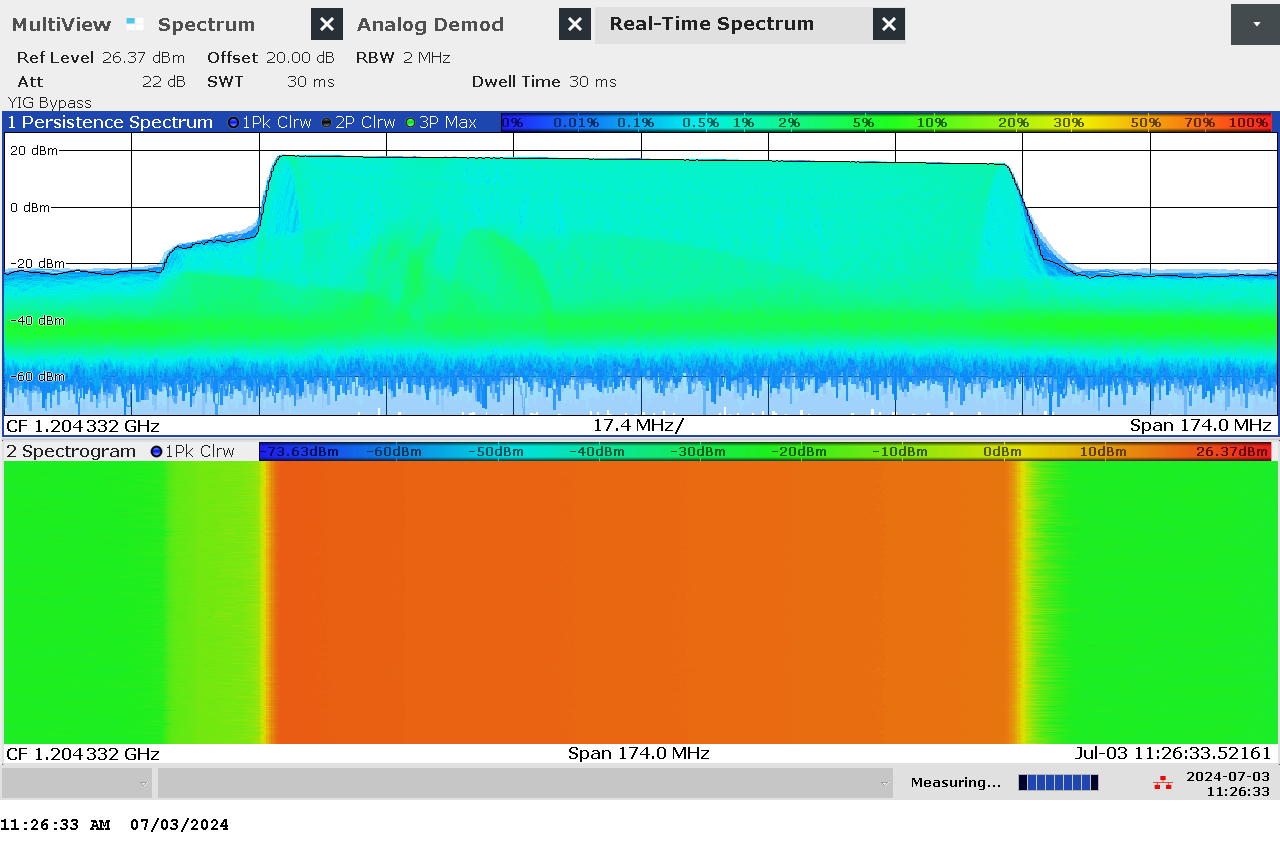 MultiView Spectrum Analog Demod Real-Time Spectrum
Ref Level 26.37 dBm Offset 20.00 dB RBW 2 MHz
Att 22 dB SWT 30 ms Dwell Time 30 ms
YIG Bypass
1 Persistence Spectrum 1Pk Clrw 2P Clrw 3P Max 0% 0.01% 0.1% 0.5% 1% 2% 5% 10% 20% 30% 50% 70% 100%
20 dBm
0 dBm
-20 dBm
-40 dBm
-60 dBm
CF 1.204332 GHz 17.4 MHz/ Span 174.0 MHz
2 Spectrogram 1Pk Clrw -73.63dBm -60dBm -50dBm -40dBm -30dBm -20dBm -10dBm 0dBm 10dBm 26.37dBm
CF 1.204332 GHz Span 174.0 MHz Jul-03 11:26:33.52161
Measuring... 2024-07-03
11:26:33
11:26:33 AM 07/03/2024